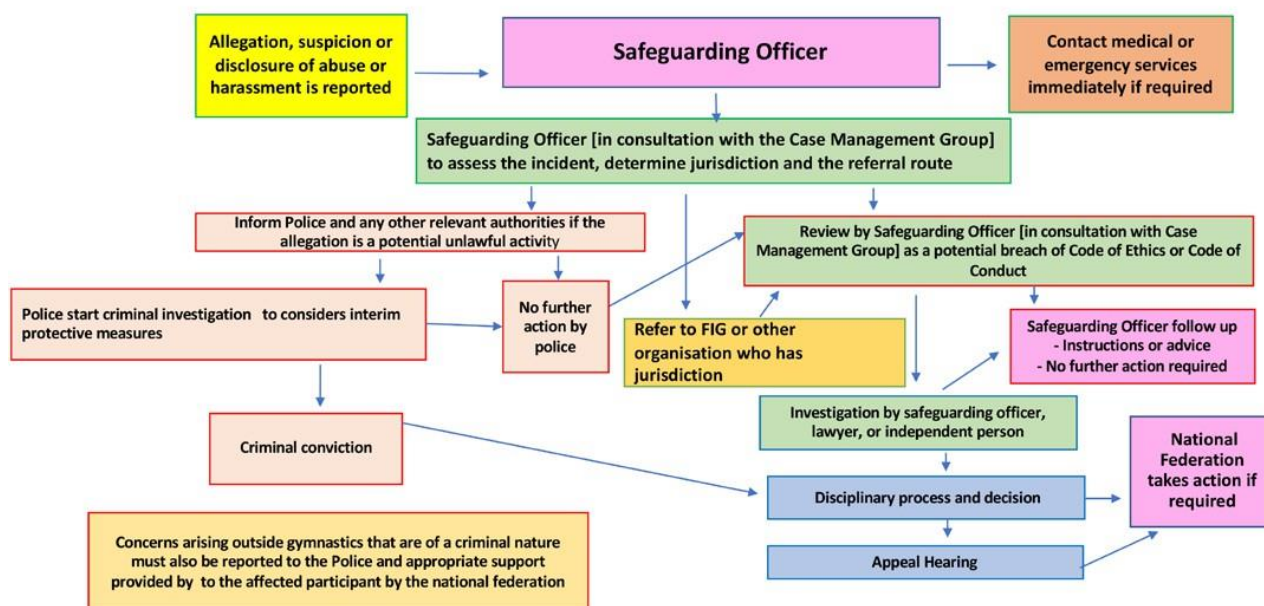 Allegation, suspicion or
disclosure of abuse or
harassment is reported
Safeguarding Officer
Contact medical or
emergency services
immediately if required
Safeguarding Officer [in consultation with the Case Management Group]
to assess the incident, determine jurisdiction and the referral route
Inform Police and any other relevant authorities if the
allegation is a potential unlawful activity
Review by Safeguarding Officer [in consultation with Case
Management Group] as a potential breach of Code of Ethics or Code of
Conduct
Police start criminal investigation to considers interim
protective measures
No further
action by
police
Refer to FIG or other
organisation who has
jurisdiction
Safeguarding Officer follow up
- Instructions or advice
- No further action required
Criminal conviction
Investigation by safeguarding officer,
lawyer, or independent person
National
Federation
takes action if
required
Disciplinary process and decision
Appeal Hearing
Concerns arising outside gymnastics that are of a criminal nature
must also be reported to the Police and appropriate support
provided by to the affected participant by the national federation